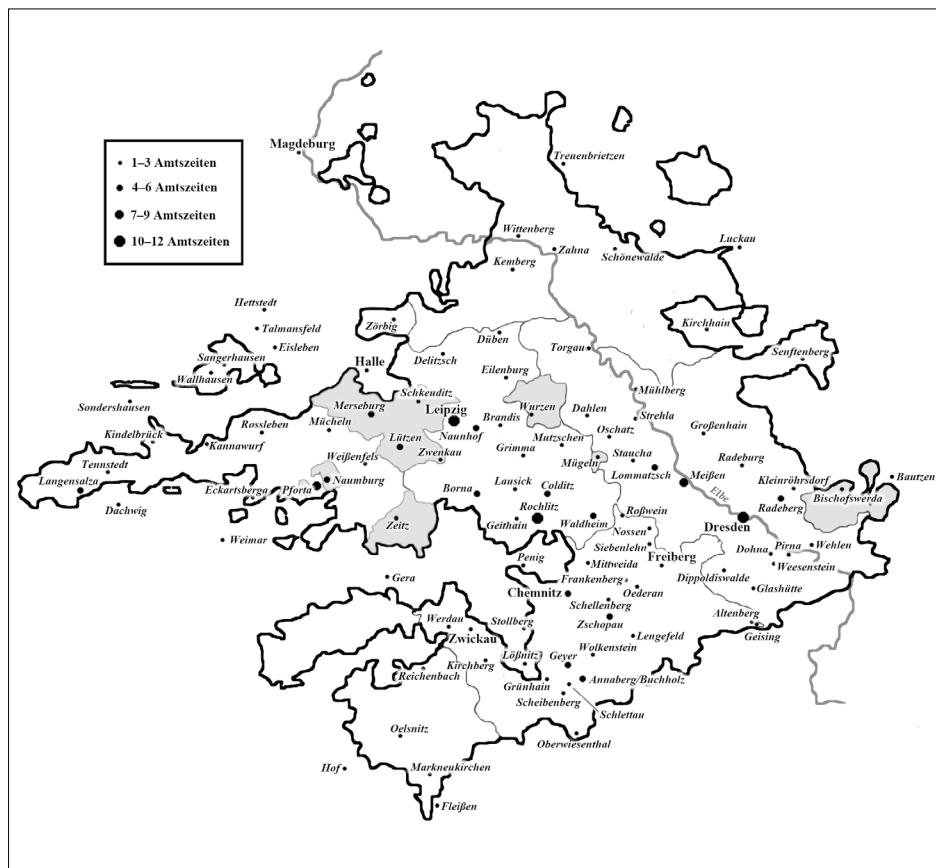 Magdeburg
1–3 Amtszeiten
4–6 Amtszeiten
7–9 Amtszeiten
10–12 Amtszeiten
Treuenbrietzen
Wittenberg
Zahna
Schönewalde
Luckau
Kemberg
Hettstedt
Talmansfeld
Eisleben
Zörbig
Düben
Torgau
Kirchhain
Senftenberg
Sangerhausen
Wallhausen
Halle
Delitzsch
Eilenburg
Mühlberg
Sondershausen
Schkeuditz
Merseburg
Leipzig
Brandis
Wurzen
Dahlen
Strehla
Großenhain
Kindelbrück
Rossleben
Mücheln
Naunhof
Kannawurf
Lützen
Mutzschen
Oschatz
Zwenkau
Grimma
Staucha
Tennstedt
Weißenfels
Mügeln
Lommatzsch
Meißen
Radeburg
Langensalza
Eckartsberga
Pforta
Naumburg
Borna
Lausick
Colditz
Elbe
Kleinröhrsdorf
Bautzen
Bischofswerda
Dachwig
Rochlitz
Roßwein
Radeberg
Zeitz
Geithain
Waldheim
Nossen
Dresden
Weimar
Siebenlehn
Dohna
Pirna
Wehlen
Penig
Mittweida
Freiberg
Weesenstein
Gera
Frankenberg
Dippoldiswalde
Chemnitz
Oederan
Glashütte
Schellenberg
Werdau
Stollberg
Zschopau
Altenberg
Zwickau
Lengefeld
Geising
Kirchberg
Lößnitz
Geyer
Wolkenstein
Reichenbach
Grünhain
Annaberg/Buchholz
Scheibenberg
Schlettau
Oelsnitz
Oberwiesenthal
Hof
Markneukirchen
Fleißen